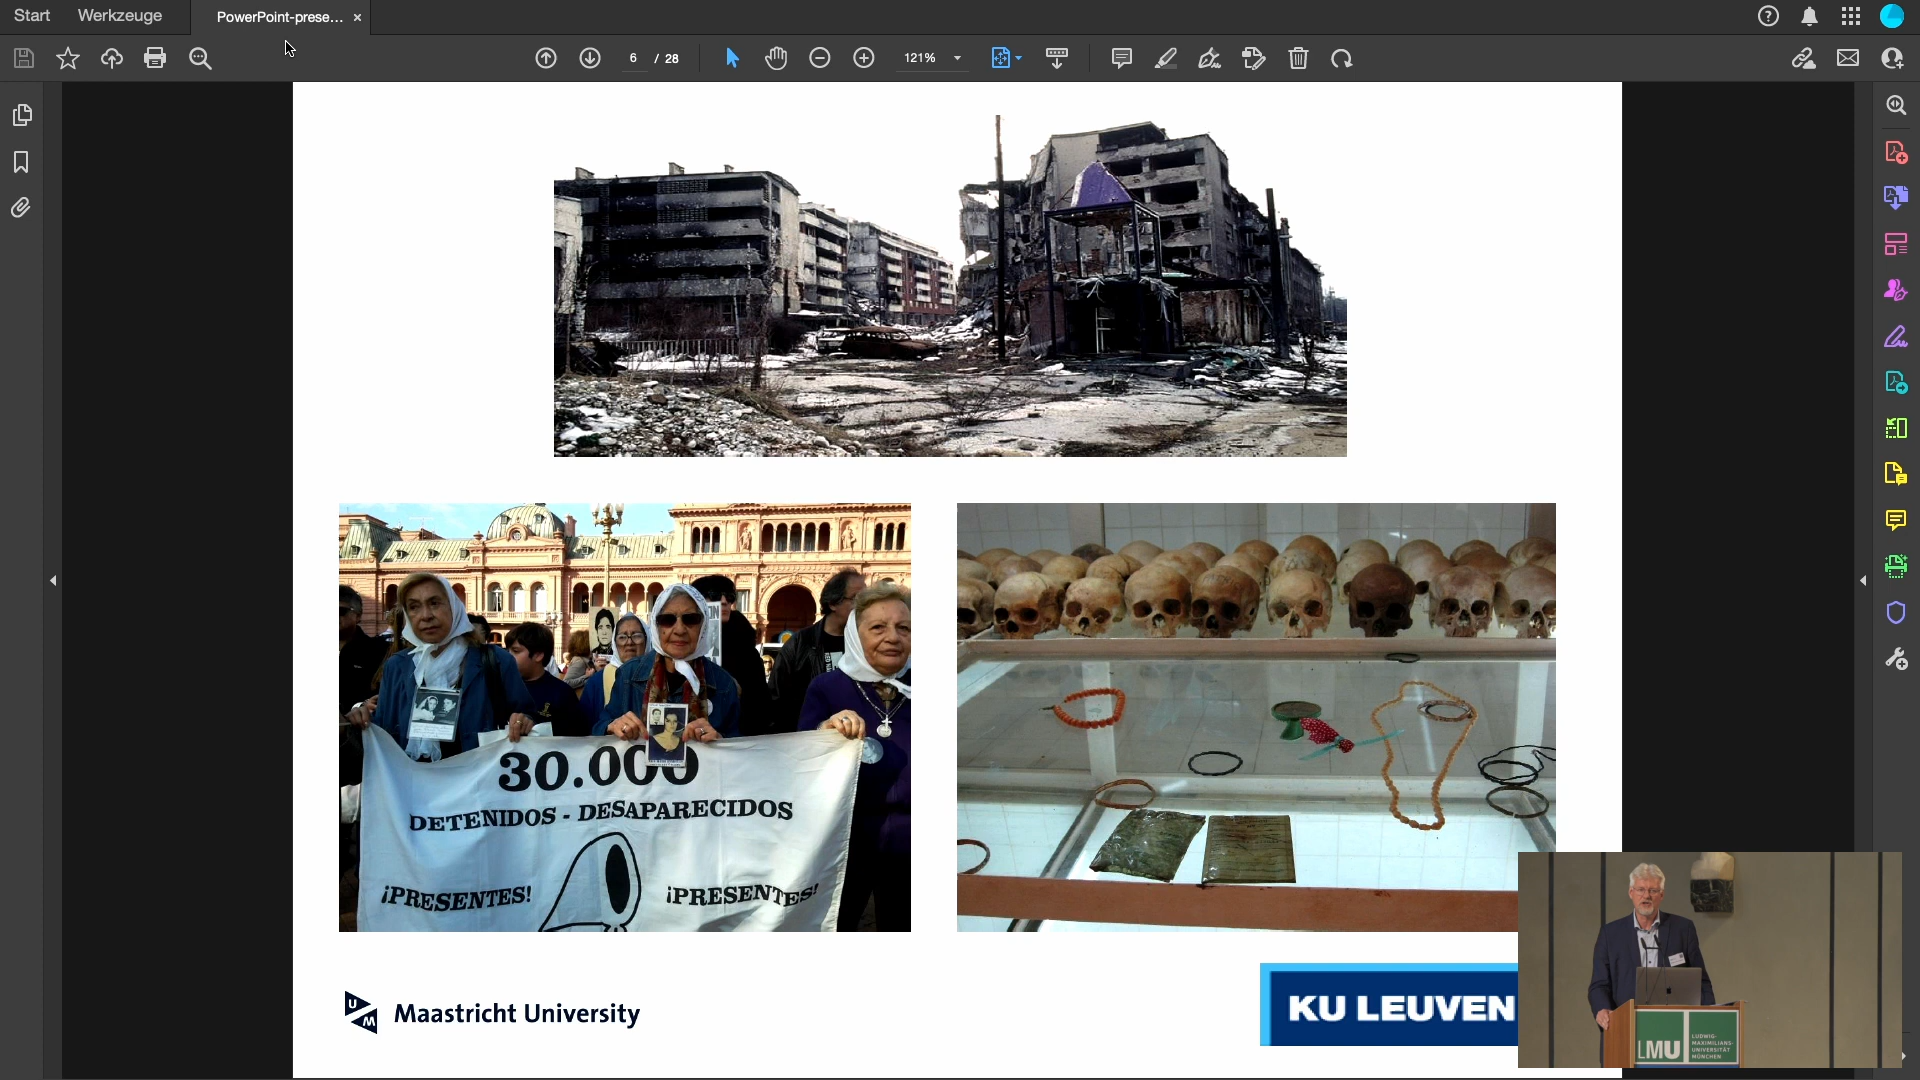 Start
Werkzeuge
PowerPoint-prese... ×
6 / 28
121%
30.000
DETENIDOS - DESAPARECIDOS
¡PRESENTES!
¡PRESENTES!
U
M
Maastricht University
KU LEUVEN
LMU
LUDWIG-
MAXIMILIANS-
UNIVERSITÄT
MÜNCHEN